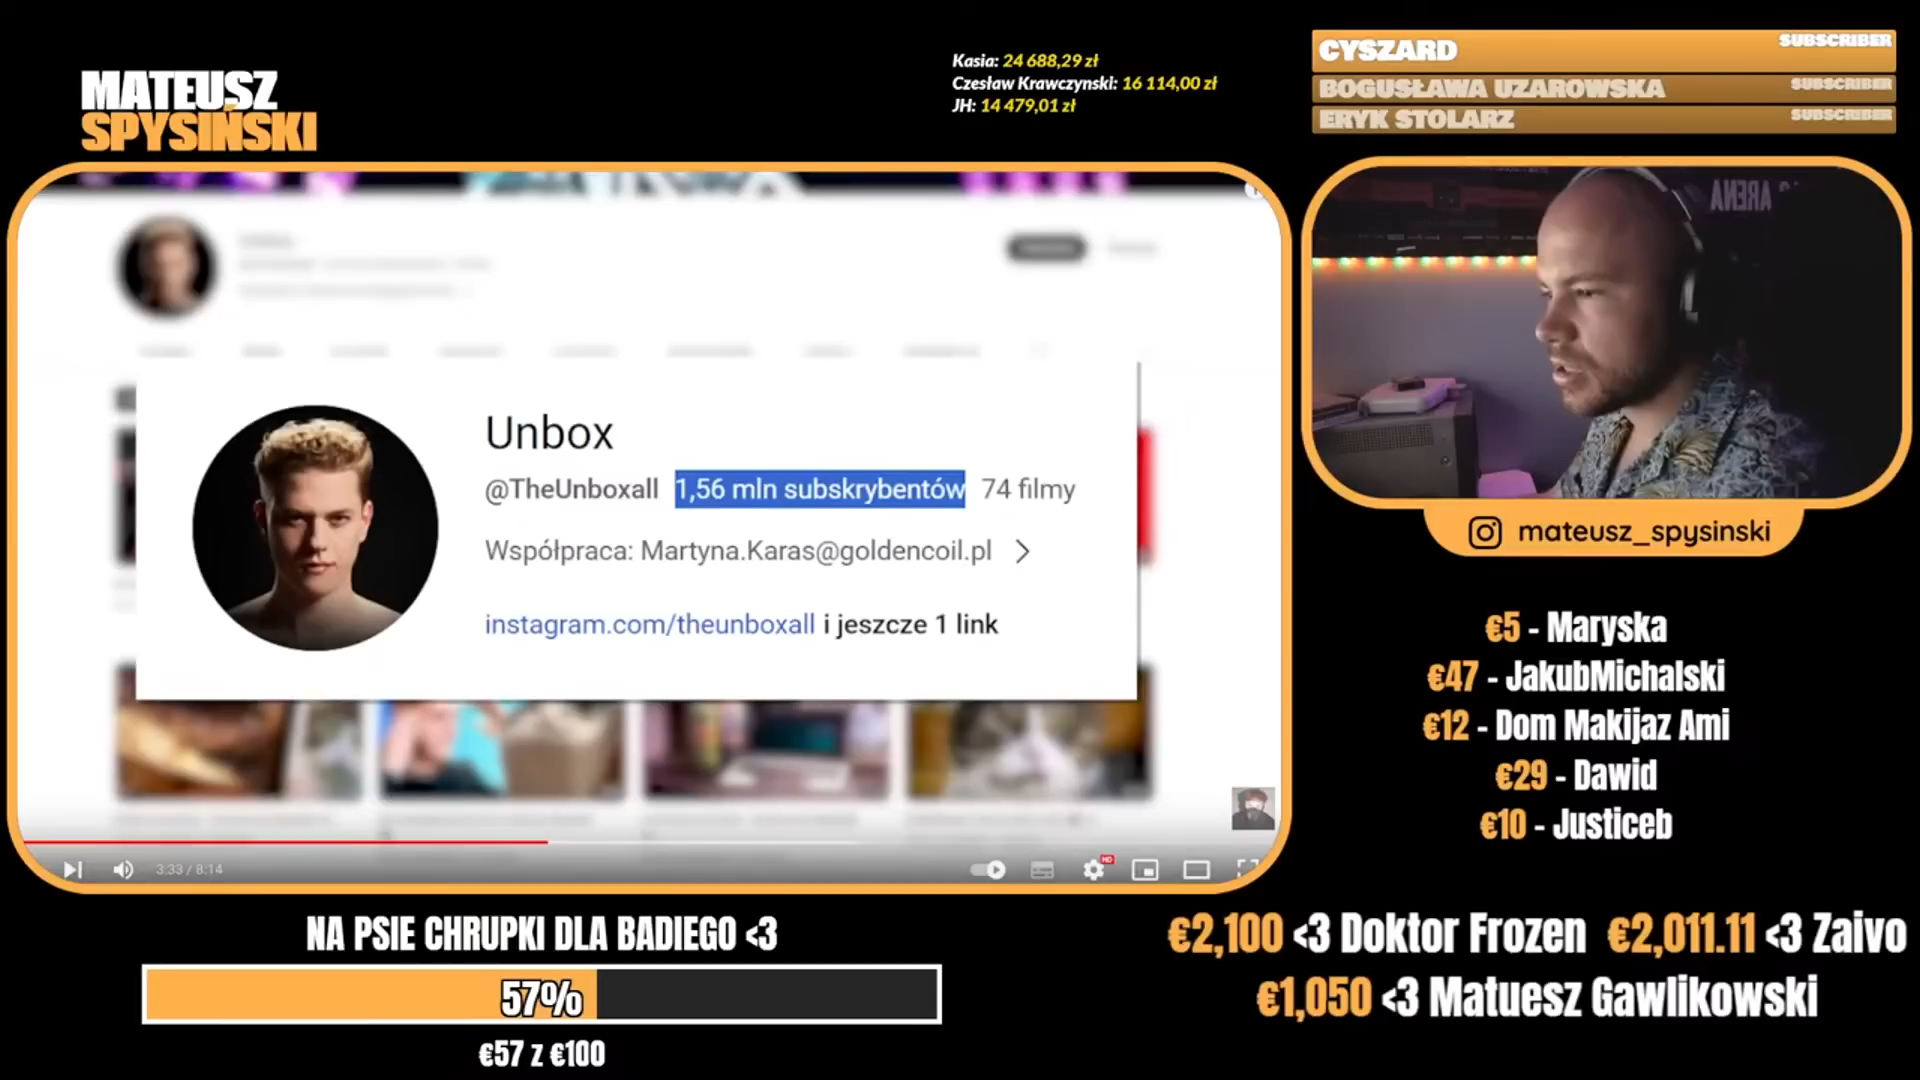 MATEUSZ
SPYSIŃSKI
Kasia: 24 688,29 zł
Czesław Krawczynski: 16 114,00 zł
JH: 14 479,01 zł
CYSZARD SUBSCRIBER
BOGUSŁAWA UZAROWSKA SUBSCRIBER
ERYK STOLARZ SUBSCRIBER
ARENA
Unbox
@TheUnboxall 1,56 mln subskrybentów 74 filmy
Współpraca: Martyna.Karas@goldencoil.pl
instagram.com/theunboxall i jeszcze 1 link
3:33 / 8:14
HD
mateusz_spysinski
€5 - Maryska
€47 - JakubMichalski
€12 - Dom Makijaz Ami
€29 - Dawid
€10 - Justiceb
NA PSIE CHRUPKI DLA BADIEGO <3
57%
€57 z €100
€2,100 <3 Doktor Frozen €2,011.11 <3 Zaivo
€1,050 <3 Matuesz Gawlikowski